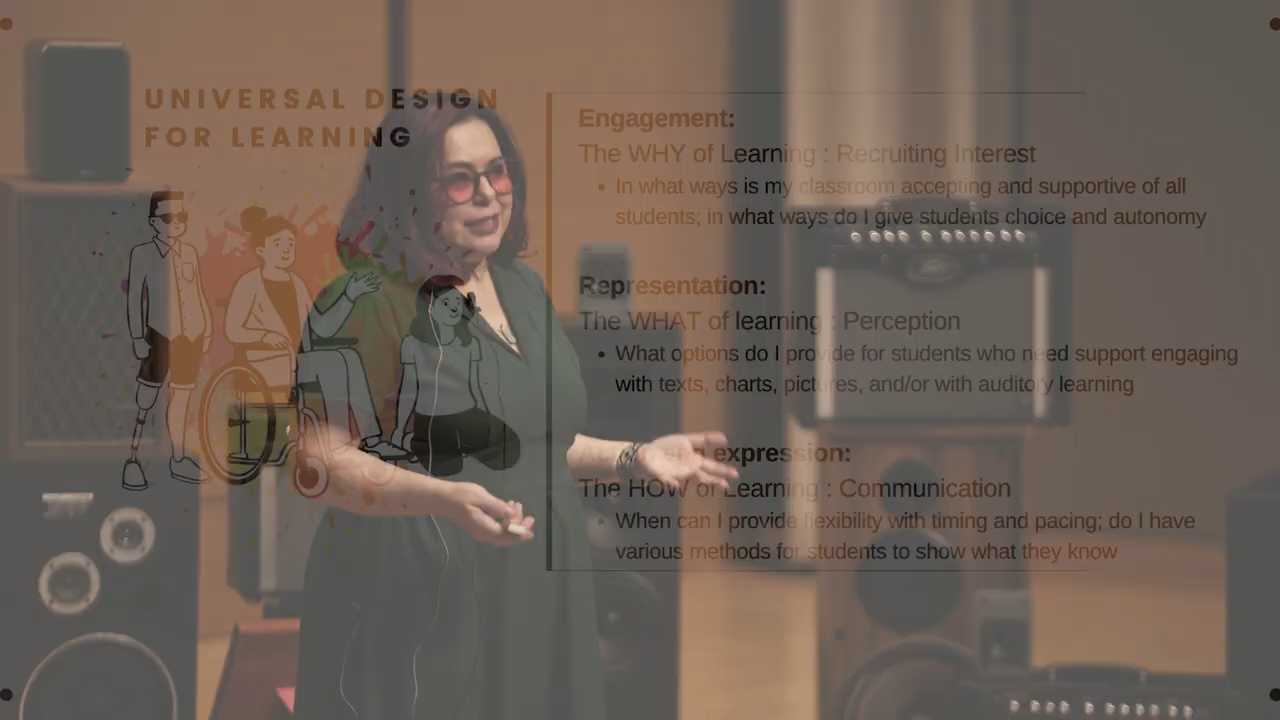 UNIVERSAL DESIGN
FOR LEARNING
Engagement:
The WHY of Learning : Recruiting Interest
• In what ways is my classroom accepting and supportive of all
students; in what ways do I give students choice and autonomy
Representation:
The WHAT of learning : Perception
• What options do I provide for students who need support engaging
with texts, charts, pictures, and/or with auditory learning
expression:
The HOW of Learning : Communication
• When can I provide flexibility with timing and pacing; do I have
various methods for students to show what they know